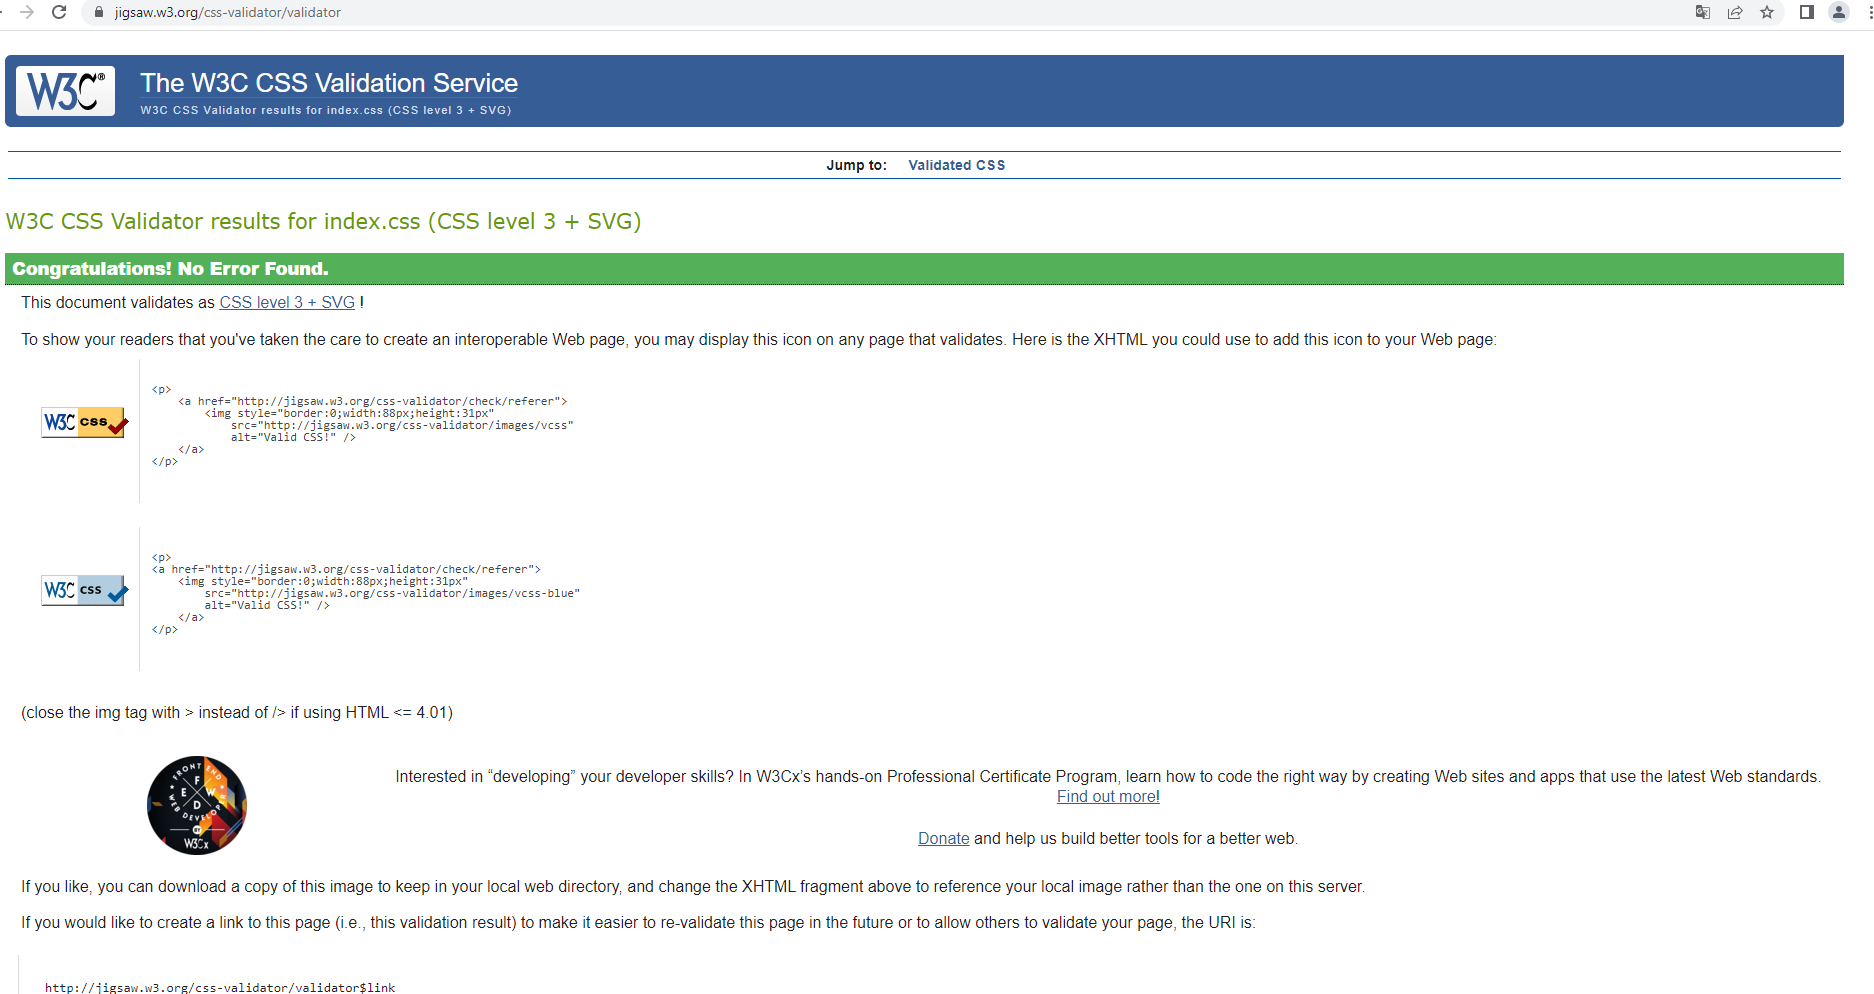 jigsaw.w3.org/css-validator/validator
W3C®
The W3C CSS Validation Service
W3C CSS Validator results for index.css (CSS level 3 + SVG)
Jump to: Validated CSS
W3C CSS Validator results for index.css (CSS level 3 + SVG)
Congratulations! No Error Found.
This document validates as CSS level 3 + SVG !
To show your readers that you've taken the care to create an interoperable Web page, you may display this icon on any page that validates. Here is the XHTML you could use to add this icon to your Web page:
W3C css
<p>
<a href="http://jigsaw.w3.org/css-validator/check/referer">
<img style="border:0;width:88px;height:31px"
src="http://jigsaw.w3.org/css-validator/images/vcss"
alt="Valid CSS!" />
</a>
</p>
W3C css
<p>
<a href="http://jigsaw.w3.org/css-validator/check/referer">
<img style="border:0;width:88px;height:31px"
src="http://jigsaw.w3.org/css-validator/images/vcss-blue"
alt="Valid CSS!" />
</a>
</p>
(close the img tag with > instead of /> if using HTML <= 4.01)
FRONT END
F E W D
WEB DEVELOP
W3Cx
Interested in “developing” your developer skills? In W3Cx’s hands-on Professional Certificate Program, learn how to code the right way by creating Web sites and apps that use the latest Web standards.
Find out more!
Donate and help us build better tools for a better web.
If you like, you can download a copy of this image to keep in your local web directory, and change the XHTML fragment above to reference your local image rather than the one on this server.
If you would like to create a link to this page (i.e., this validation result) to make it easier to re-validate this page in the future or to allow others to validate your page, the URI is:
http://jigsaw.w3.org/css-validator/validator$link